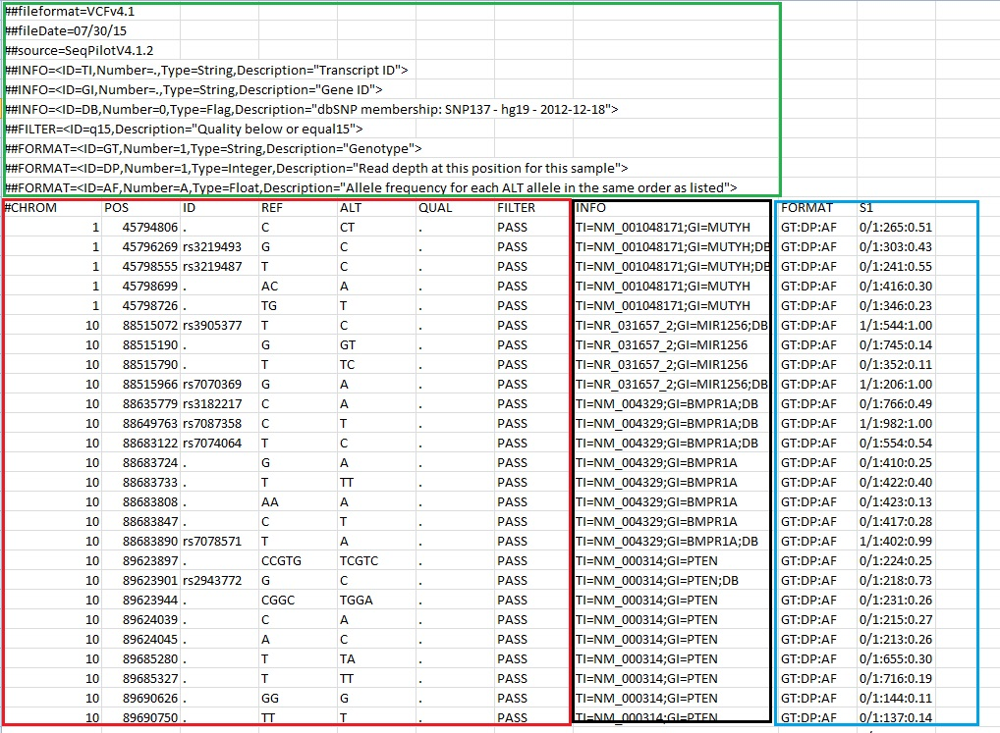 ##fileformat=VCFv4.1
##fileDate=07/30/15
##source=SeqPilotV4.1.2
##INFO=<ID=TI,Number=.,Type=String,Description="Transcript ID">
##INFO=<ID=GI,Number=.,Type=String,Description="Gene ID">
##INFO=<ID=DB,Number=0,Type=Flag,Description="dbSNP membership: SNP137 - hg19 - 2012-12-18">
##FILTER=<ID=q15,Description="Quality below or equal15">
##FORMAT=<ID=GT,Number=1,Type=String,Description="Genotype">
##FORMAT=<ID=DP,Number=1,Type=Integer,Description="Read depth at this position for this sample">
##FORMAT=<ID=AF,Number=A,Type=Float,Description="Allele frequency for each ALT allele in the same order as listed">
#CHROM POS ID REF ALT QUAL FILTER INFO FORMAT S1
1 45794806 . C CT . PASS TI=NM_001048171;GI=MUTYH GT:DP:AF 0/1:265:0.51
1 45796269 rs3219493 G C . PASS TI=NM_001048171;GI=MUTYH;DB GT:DP:AF 0/1:303:0.43
1 45798555 rs3219487 T C . PASS TI=NM_001048171;GI=MUTYH;DB GT:DP:AF 0/1:241:0.55
1 45798699 . AC A . PASS TI=NM_001048171;GI=MUTYH GT:DP:AF 0/1:416:0.30
1 45798726 . TG T . PASS TI=NM_001048171;GI=MUTYH GT:DP:AF 0/1:346:0.23
10 88515072 rs3905377 T C . PASS TI=NR_031657_2;GI=MIR1256;DB GT:DP:AF 1/1:544:1.00
10 88515190 . G GT . PASS TI=NR_031657_2;GI=MIR1256 GT:DP:AF 0/1:745:0.14
10 88515790 . T TC . PASS TI=NR_031657_2;GI=MIR1256 GT:DP:AF 0/1:352:0.11
10 88515966 rs7070369 G A . PASS TI=NR_031657_2;GI=MIR1256;DB GT:DP:AF 1/1:206:1.00
10 88635779 rs3182217 C A . PASS TI=NM_004329;GI=BMPR1A;DB GT:DP:AF 0/1:766:0.49
10 88649763 rs7087358 C T . PASS TI=NM_004329;GI=BMPR1A;DB GT:DP:AF 1/1:982:1.00
10 88683122 rs7074064 T C . PASS TI=NM_004329;GI=BMPR1A;DB GT:DP:AF 0/1:554:0.54
10 88683724 . G A . PASS TI=NM_004329;GI=BMPR1A GT:DP:AF 0/1:410:0.25
10 88683733 . T TT . PASS TI=NM_004329;GI=BMPR1A GT:DP:AF 0/1:422:0.40
10 88683808 . AA A . PASS TI=NM_004329;GI=BMPR1A GT:DP:AF 0/1:423:0.13
10 88683847 . C T . PASS TI=NM_004329;GI=BMPR1A GT:DP:AF 0/1:417:0.28
10 88683890 rs7078571 T A . PASS TI=NM_004329;GI=BMPR1A;DB GT:DP:AF 1/1:402:0.99
10 89623897 . CCGTG TCGTC . PASS TI=NM_000314;GI=PTEN GT:DP:AF 0/1:224:0.25
10 89623901 rs2943772 G C . PASS TI=NM_000314;GI=PTEN;DB GT:DP:AF 0/1:218:0.73
10 89623944 . CGGC TGGA . PASS TI=NM_000314;GI=PTEN GT:DP:AF 0/1:231:0.26
10 89624039 . C A . PASS TI=NM_000314;GI=PTEN GT:DP:AF 0/1:215:0.27
10 89624045 . A C . PASS TI=NM_000314;GI=PTEN GT:DP:AF 0/1:213:0.26
10 89685280 . T TA . PASS TI=NM_000314;GI=PTEN GT:DP:AF 0/1:655:0.30
10 89685327 . T TT . PASS TI=NM_000314;GI=PTEN GT:DP:AF 0/1:716:0.19
10 89690626 . GG G . PASS TI=NM_000314;GI=PTEN GT:DP:AF 0/1:144:0.11
10 89690750 . TT T . PASS TI=NM_000314;GI=PTEN GT:DP:AF 0/1:137:0.14